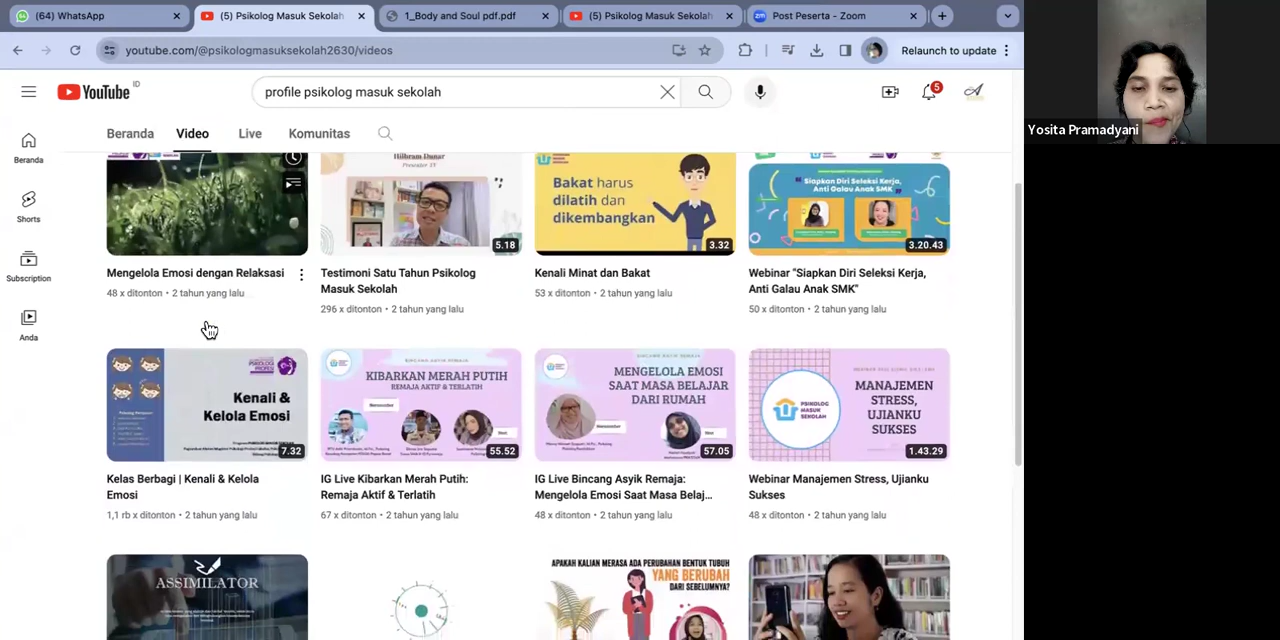 (64) WhatsApp
(5) Psikolog Masuk Sekolah
1_Body and Soul pdf.pdf
(5) Psikolog Masuk Sekolah
Post Peserta - Zoom
youtube.com/@psikologmasuksekolah2630/videos
Relaunch to update
YouTube ID
profile psikolog masuk sekolah
5
Beranda
Video
Live
Komunitas
Beranda
Shorts
Subscription
Anda
Hilbram Dunar
Presenter TV
5.18
Bakat harus
dilatih dan
dikembangkan
3.32
"Siapkan Diri Seleksi Kerja,
Anti Galau Anak SMK"
3.20.43
Mengelola Emosi dengan Relaksasi
48 x ditonton • 2 tahun yang lalu
Testimoni Satu Tahun Psikolog
Masuk Sekolah
296 x ditonton • 2 tahun yang lalu
Kenali Minat dan Bakat
53 x ditonton • 2 tahun yang lalu
Webinar "Siapkan Diri Seleksi Kerja,
Anti Galau Anak SMK"
50 x ditonton • 2 tahun yang lalu
Kenali &
Kelola Emosi
7.32
KIBARKAN MERAH PUTIH
REMAJA AKTIF & TERLATIH
55.52
MENGELOLA EMOSI
SAAT MASA BELAJAR
DARI RUMAH
57.05
PSIKOLOG
MASUK
SEKOLAH
MANAJEMEN
STRESS,
UJIANKU
SUKSES
1.43.29
Kelas Berbagi | Kenali & Kelola
Emosi
1,1 rb x ditonton • 2 tahun yang lalu
IG Live Kibarkan Merah Putih:
Remaja Aktif & Terlatih
67 x ditonton • 2 tahun yang lalu
IG Live Bincang Asyik Remaja:
Mengelola Emosi Saat Masa Belaj...
48 x ditonton • 2 tahun yang lalu
Webinar Manajemen Stress, Ujianku
Sukses
48 x ditonton • 2 tahun yang lalu
ASSIMILATOR
APAKAH KALIAN MERASA ADA PERUBAHAN BENTUK TUBUH
YANG BERUBAH
DARI SEBELUMNYA?
Yosita Pramadyani